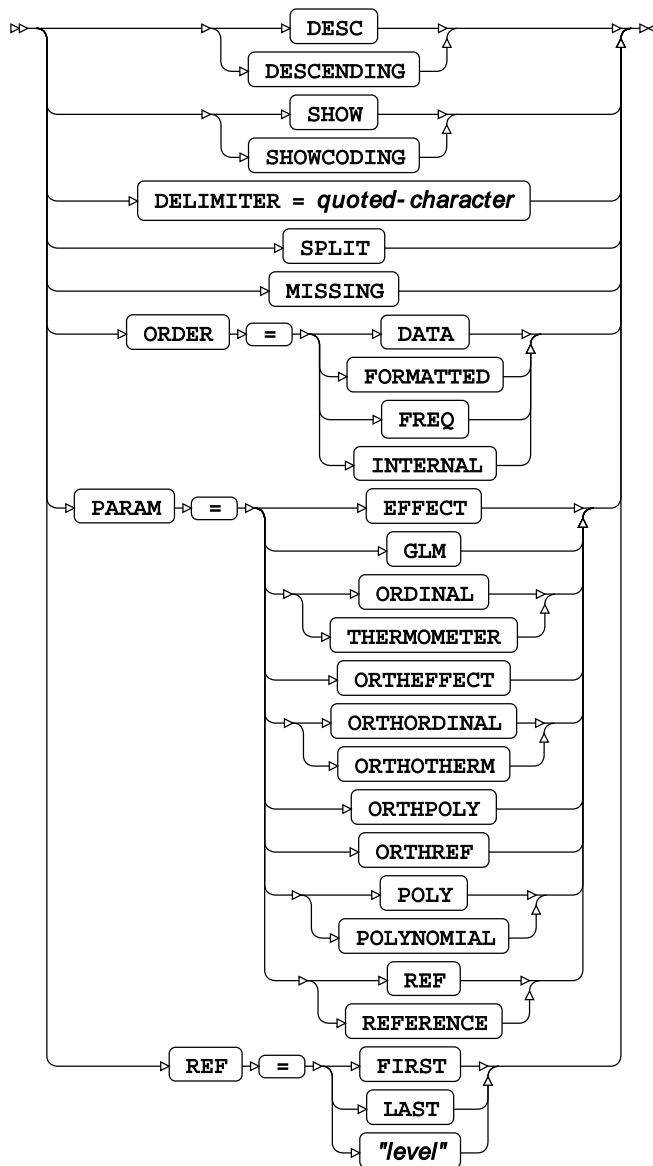 DESC
DESCENDING
SHOW
SHOWCODING
DELIMITER = quoted-character
SPLIT
MISSING
ORDER = DATA
FORMATTED
FREQ
INTERNAL
PARAM = EFFECT
GLM
ORDINAL
THERMOMETER
ORTHEFFECT
ORTHORDINAL
ORTHOTHERM
ORTHPOLY
ORTHREF
POLY
POLYNOMIAL
REF
REFERENCE
REF = FIRST
LAST
"level"